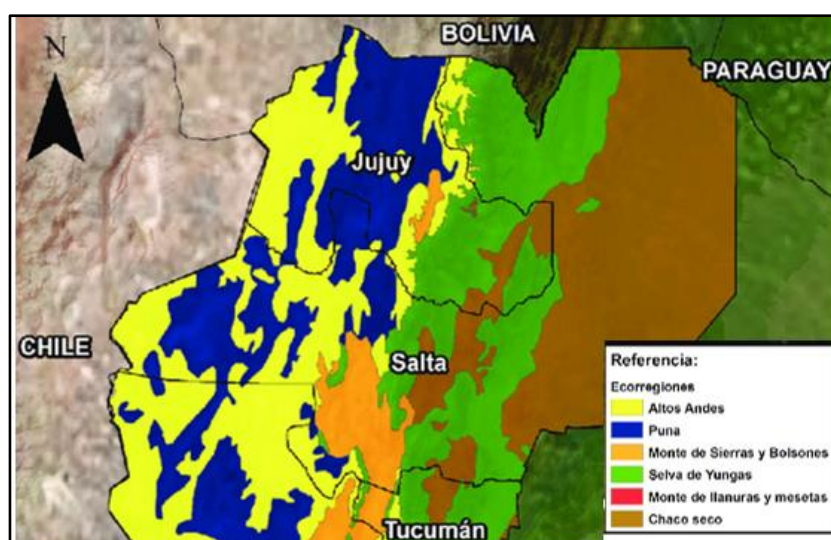 N
BOLIVIA
PARAGUAY
Jujuy
CHILE
Salta
Tucumán
Referencia:
Ecorregiones
Altos Andes
Puna
Monte de Sierras y Bolsones
Selva de Yungas
Monte de llanuras y mesetas
Chaco seco